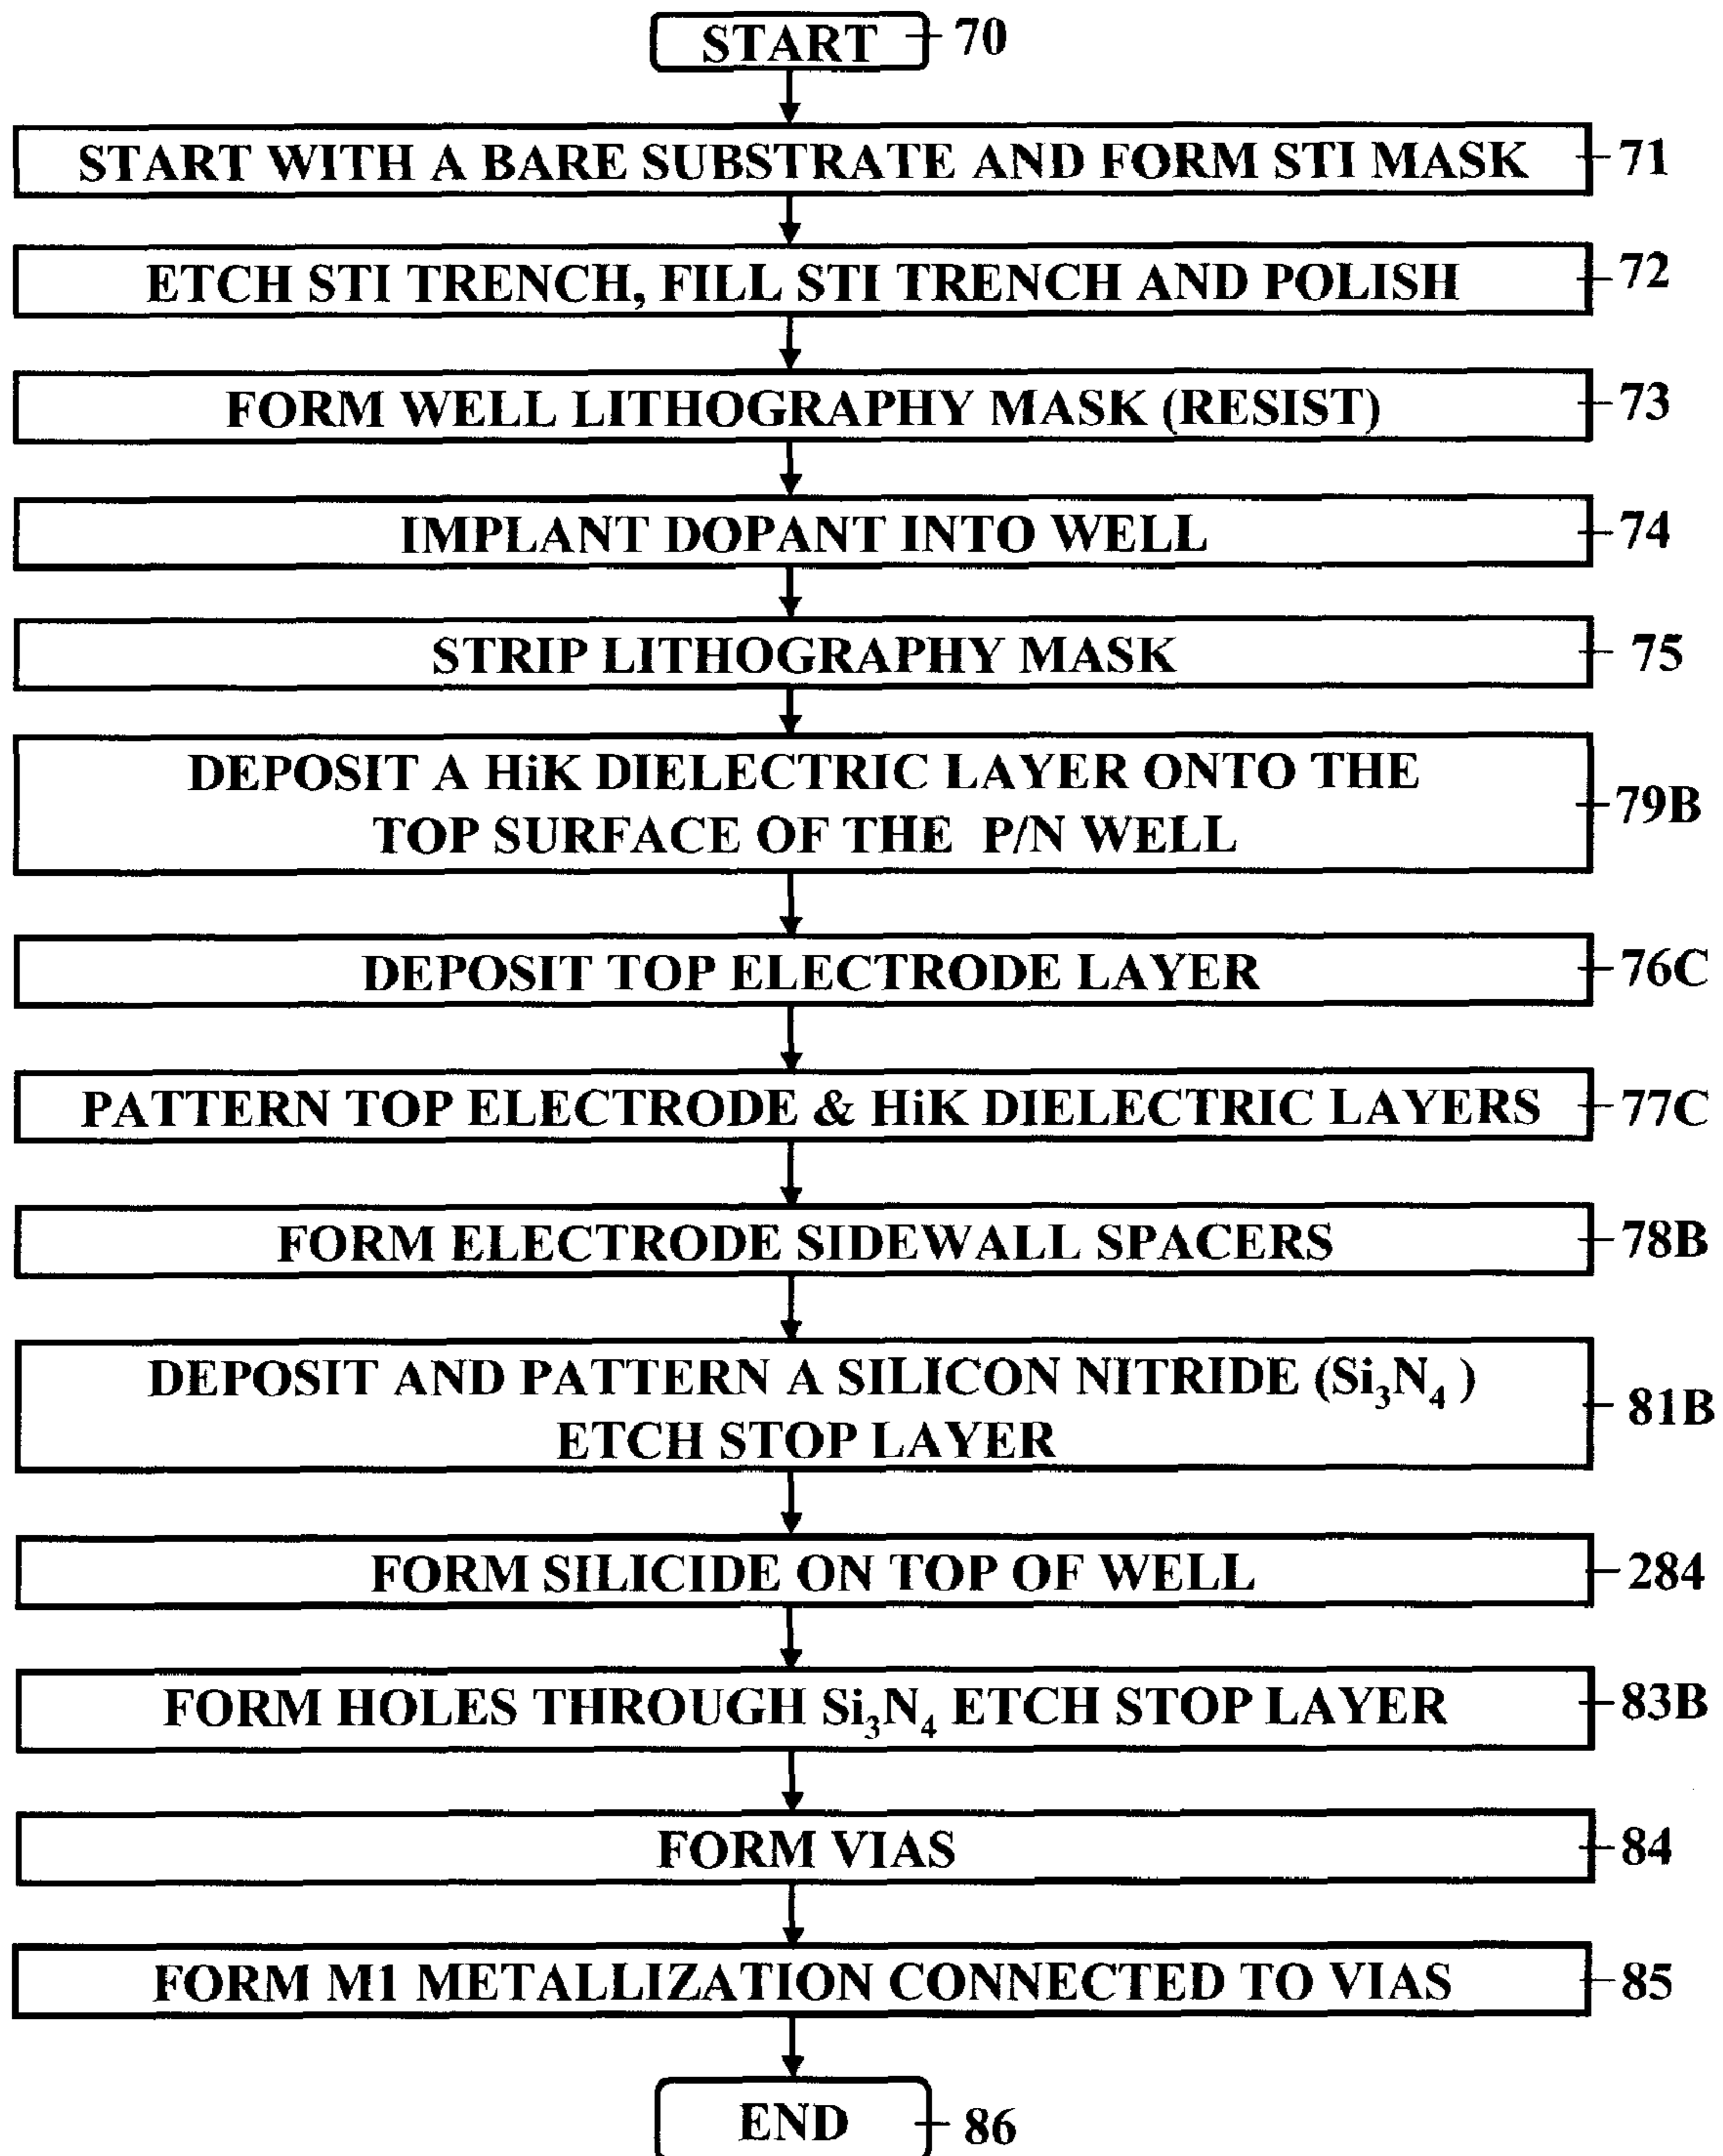 START 70
START WITH A BARE SUBSTRATE AND FORM STI MASK 71
ETCH STI TRENCH, FILL STI TRENCH AND POLISH 72
FORM WELL LITHOGRAPHY MASK (RESIST) 73
IMPLANT DOPANT INTO WELL 74
STRIP LITHOGRAPHY MASK 75
DEPOSIT A HiK DIELECTRIC LAYER ONTO THE
TOP SURFACE OF THE P/N WELL 79B
DEPOSIT TOP ELECTRODE LAYER 76C
PATTERN TOP ELECTRODE & HiK DIELECTRIC LAYERS 77C
FORM ELECTRODE SIDEWALL SPACERS 78B
DEPOSIT AND PATTERN A SILICON NITRIDE (Si₃N₄ )
ETCH STOP LAYER 81B
FORM SILICIDE ON TOP OF WELL 284
FORM HOLES THROUGH Si₃N₄ ETCH STOP LAYER 83B
FORM VIAS 84
FORM M1 METALLIZATION CONNECTED TO VIAS 85
END 86